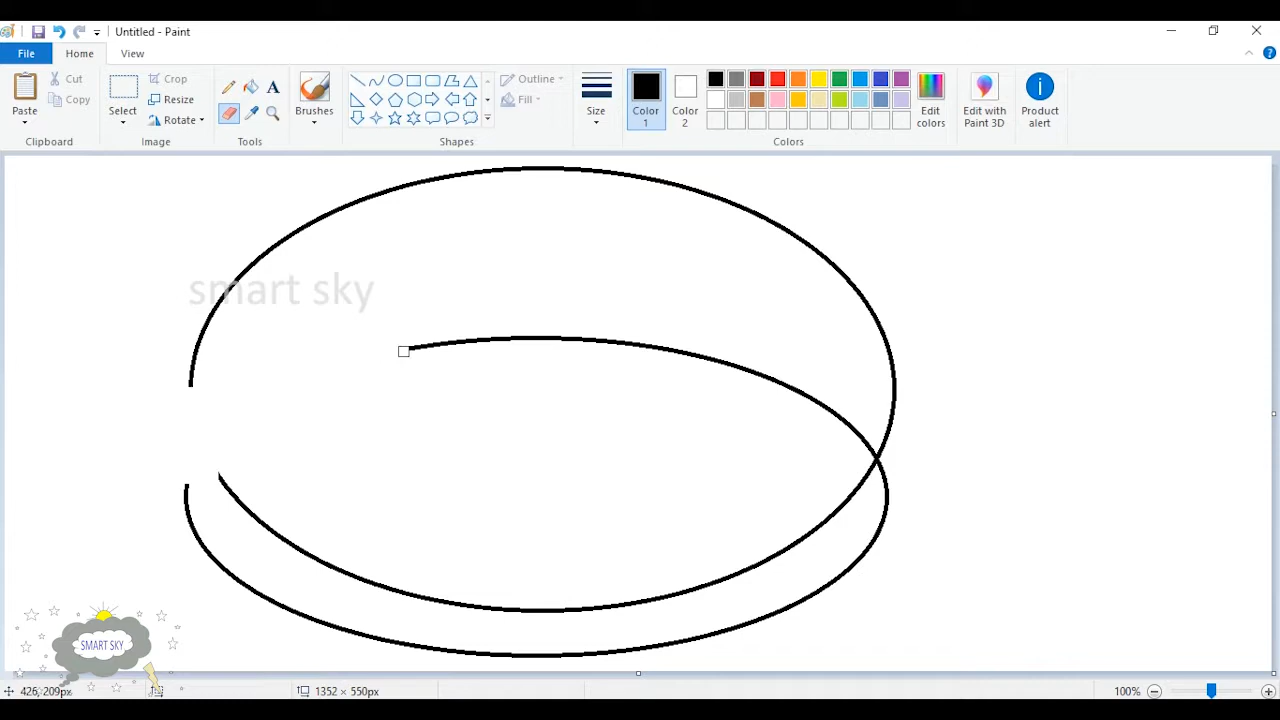 Untitled - Paint
File Home View
Paste
Cut
Copy
Clipboard
Select
Crop
Resize
Rotate
Image
A
Tools
Brushes
Shapes
Outline
Fill
Size
Color 1
Color 2
Edit colors
Colors
Edit with Paint 3D
Product alert
smart sky
SMART SKY
426, 209px
1352 × 550px
100%